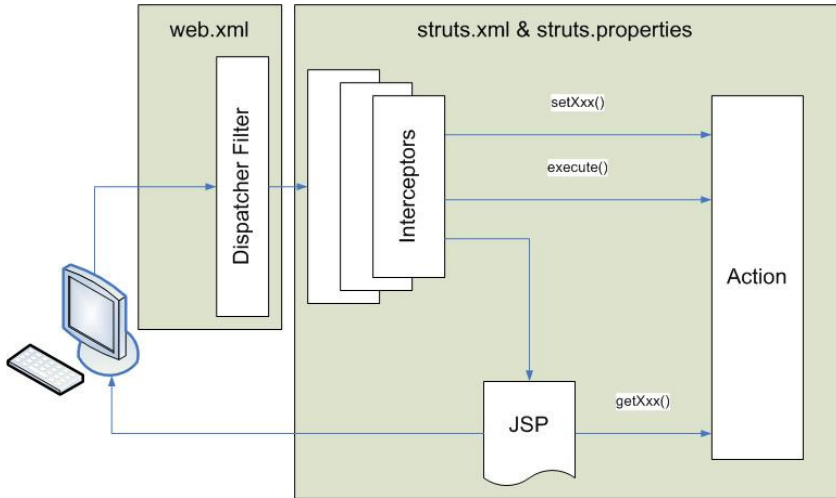 web.xml
struts.xml & struts.properties
Dispatcher Filter
Interceptors
setXxx()
execute()
Action
JSP
getXxx()